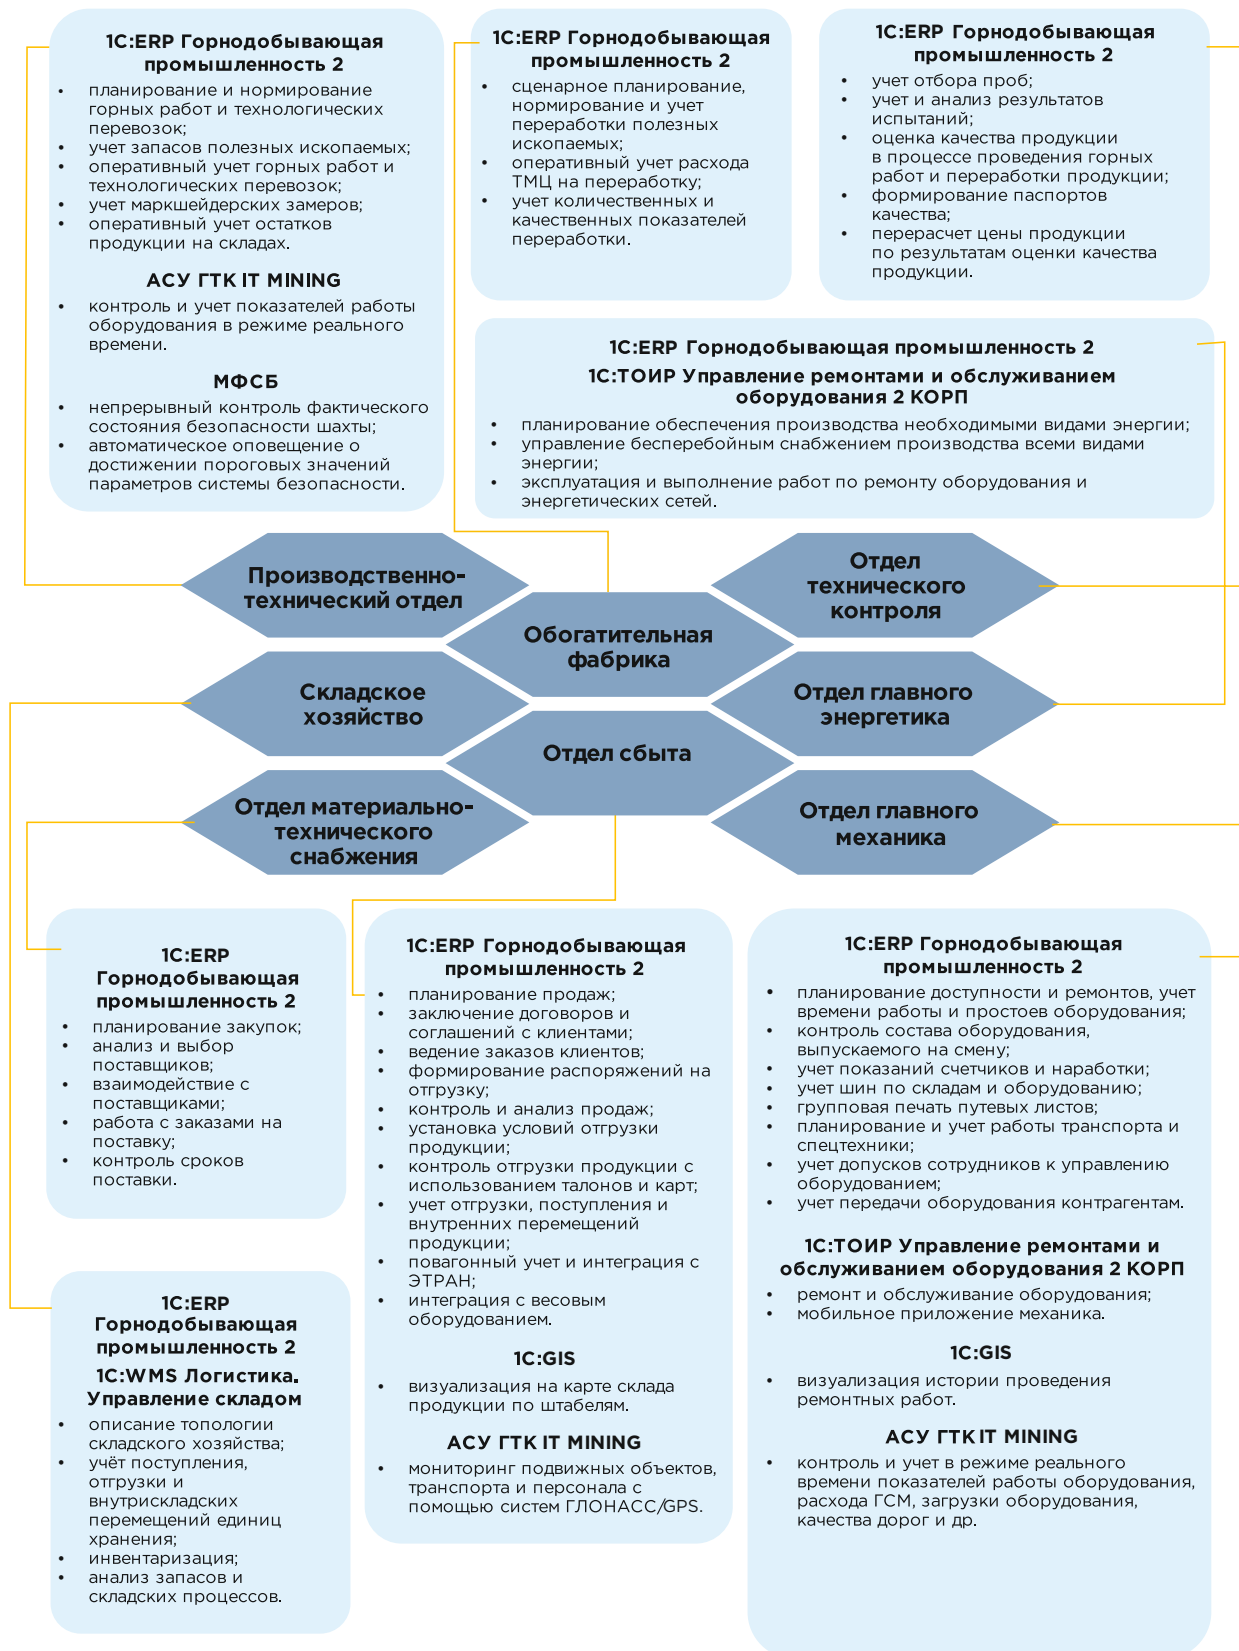 1С:ERP Горнодобывающая
промышленность 2
• планирование и нормирование
горных работ и технологических
перевозок;
• учет запасов полезных ископаемых;
• оперативный учет горных работ и
технологических перевозок;
• учет маркшейдерских замеров;
• оперативный учет остатков
продукции на складах.
АСУ ГТК IT MINING
• контроль и учет показателей работы
оборудования в режиме реального
времени.
МФСБ
• непрерывный контроль фактического
состояния безопасности шахты;
• автоматическое оповещение о
достижении пороговых значений
параметров системы безопасности.
1С:ERP Горнодобывающая
промышленность 2
• сценарное планирование,
нормирование и учет
переработки полезных
ископаемых;
• оперативный учет расхода
ТМЦ на переработку;
• учет количественных и
качественных показателей
переработки.
1С:ERP Горнодобывающая
промышленность 2
• учет отбора проб;
• учет и анализ результатов
испытаний;
• оценка качества продукции
в процессе проведения горных
работ и переработки продукции;
• формирование паспортов
качества;
• перерасчет цены продукции
по результатам оценки качества
продукции.
1С:ERP Горнодобывающая промышленность 2
1С:ТОИР Управление ремонтами и обслуживанием
оборудования 2 КОРП
• планирование обеспечения производства необходимыми видами энергии;
• управление бесперебойным снабжением производства всеми видами
энергии;
• эксплуатация и выполнение работ по ремонту оборудования и
энергетических сетей.
Производственно-
технический отдел
Обогатительная
фабрика
Отдел
технического
контроля
Складское
хозяйство
Отдел сбыта
Отдел главного
энергетика
Отдел материально-
технического
снабжения
Отдел главного
механика
1С:ERP
Горнодобывающая
промышленность 2
• планирование закупок;
• анализ и выбор
поставщиков;
• взаимодействие с
поставщиками;
• работа с заказами на
поставку;
• контроль сроков
поставки.
1С:ERP
Горнодобывающая
промышленность 2
1С:WMS Логистика.
Управление складом
• описание топологии
складского хозяйства;
• учёт поступления,
отгрузки и
внутрискладских
перемещений единиц
хранения;
• инвентаризация;
• анализ запасов и
складских процессов.
1С:ERP Горнодобывающая
промышленность 2
• планирование продаж;
• заключение договоров и
соглашений с клиентами;
• ведение заказов клиентов;
• формирование распоряжений на
отгрузку;
• контроль и анализ продаж;
• установка условий отгрузки
продукции;
• контроль отгрузки продукции с
использованием талонов и карт;
• учет отгрузки, поступления и
внутренних перемещений
продукции;
• повагонный учет и интеграция с
ЭТРАН;
• интеграция с весовым
оборудованием.
1С:GIS
• визуализация на карте склада
продукции по штабелям.
АСУ ГТК IT MINING
• мониторинг подвижных объектов,
транспорта и персонала с
помощью систем ГЛОНАСС/GPS.
1С:ERP Горнодобывающая
промышленность 2
• планирование доступности и ремонтов, учет
времени работы и простоев оборудования;
• контроль состава оборудования,
выпускаемого на смену;
• учет показаний счетчиков и наработки;
• учет шин по складам и оборудованию;
• групповая печать путевых листов;
• планирование и учет работы транспорта и
спецтехники;
• учет допусков сотрудников к управлению
оборудованием;
• учет передачи оборудования контрагентам.
1С:ТОИР Управление ремонтами и
обслуживанием оборудования 2 КОРП
• ремонт и обслуживание оборудования;
• мобильное приложение механика.
1С:GIS
• визуализация истории проведения
ремонтных работ.
АСУ ГТК IT MINING
• контроль и учет в режиме реального
времени показателей работы оборудования,
расхода ГСМ, загрузки оборудования,
качества дорог и др.